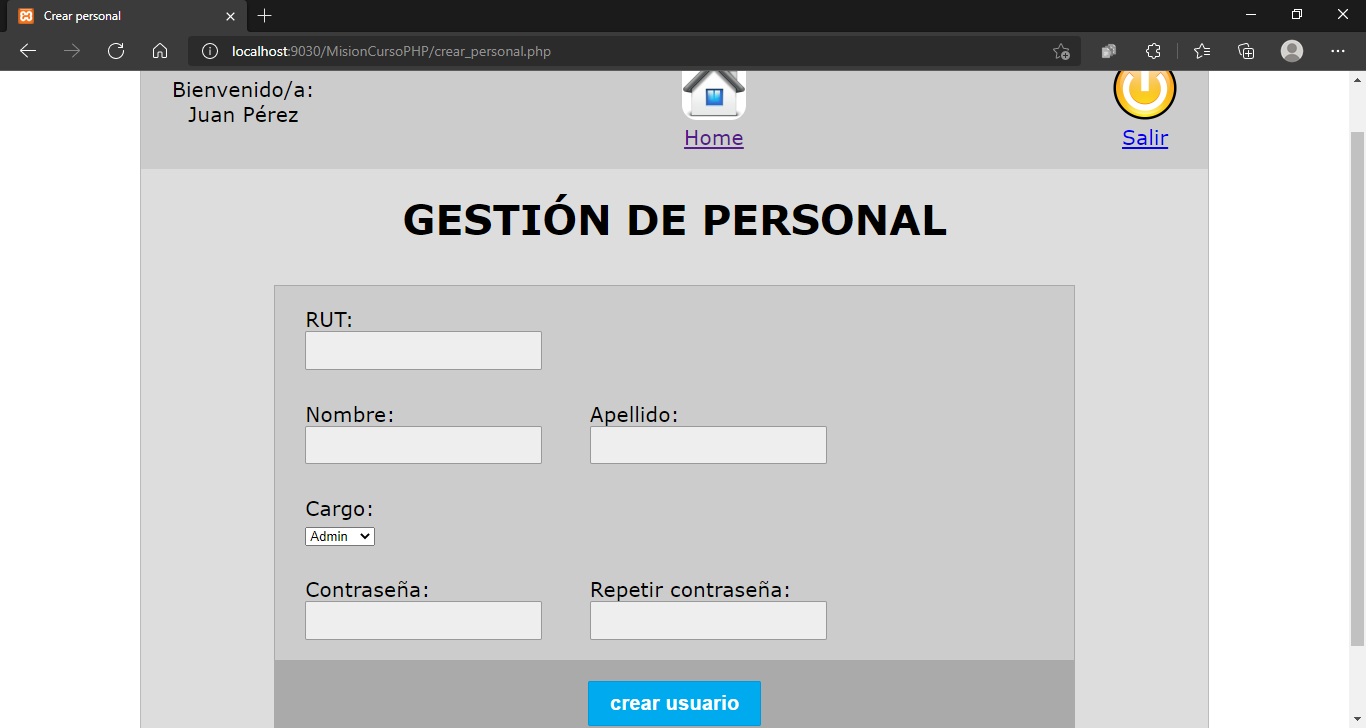 Crear personal
localhost:9030/MisionCursoPHP/crear_personal.php
Bienvenido/a:
Juan Pérez
Home
Salir
GESTIÓN DE PERSONAL
RUT:
Nombre:
Apellido:
Cargo:
Admin
Contraseña:
Repetir contraseña:
crear usuario